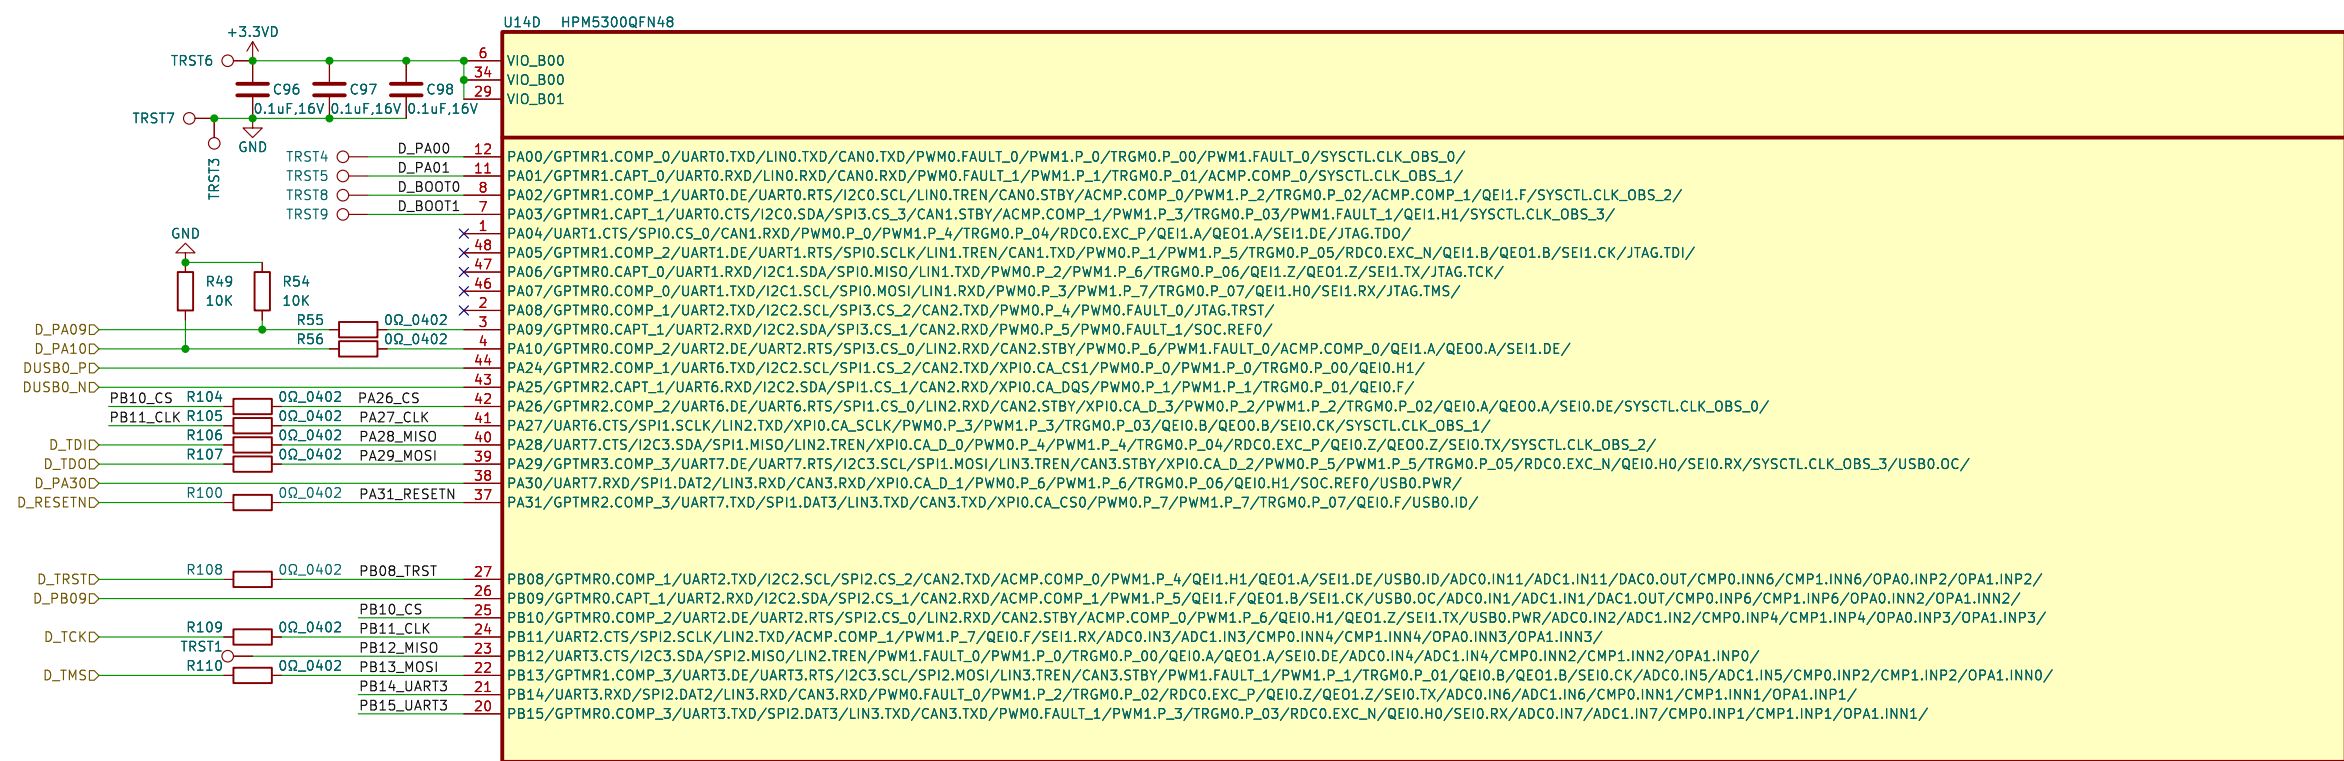 U14D HPM5300QFN48
+3.3VD
TRST6
C96 C97 C98
0.1uF,16V 0.1uF,16V 0.1uF,16V
TRST7
GND
TRST3
6 VIO_B00
34 VIO_B00
29 VIO_B01
TRST4 D_PA00 12 PA00/GPTMR1.COMP_0/UART0.TXD/LIN0.TXD/CAN0.TXD/PWM0.FAULT_0/PWM1.P_0/TRGM0.P_00/PWM1.FAULT_0/SYSCTL.CLK_OBS_0/
TRST5 D_PA01 11 PA01/GPTMR1.CAPT_0/UART0.RXD/LIN0.RXD/CAN0.RXD/PWM0.FAULT_1/PWM1.P_1/TRGM0.P_01/ACMP.COMP_0/SYSCTL.CLK_OBS_1/
TRST8 D_BOOT0 8 PA02/GPTMR1.COMP_1/UART0.DE/UART0.RTS/I2C0.SCL/LIN0.TREN/CAN0.STBY/ACMP.COMP_0/PWM1.P_2/TRGM0.P_02/ACMP.COMP_1/QEI1.F/SYSCTL.CLK_OBS_2/
TRST9 D_BOOT1 7 PA03/GPTMR1.CAPT_1/UART0.CTS/I2C0.SDA/SPI3.CS_3/CAN1.STBY/ACMP.COMP_1/PWM1.P_3/TRGM0.P_03/PWM1.FAULT_1/QEI1.H1/SYSCTL.CLK_OBS_3/
1 PA04/UART1.CTS/SPI0.CS_0/CAN1.RXD/PWM0.P_0/PWM1.P_4/TRGM0.P_04/RDC0.EXC_P/QEI1.A/QEO1.A/SEI1.DE/JTAG.TDO/
48 PA05/GPTMR1.COMP_2/UART1.DE/UART1.RTS/SPI0.SCLK/LIN1.TREN/CAN1.TXD/PWM0.P_1/PWM1.P_5/TRGM0.P_05/RDC0.EXC_N/QEI1.B/QEO1.B/SEI1.CK/JTAG.TDI/
47 PA06/GPTMR0.CAPT_0/UART1.RXD/I2C1.SDA/SPI0.MISO/LIN1.TXD/PWM0.P_2/PWM1.P_6/TRGM0.P_06/QEI1.Z/QEO1.Z/SEI1.TX/JTAG.TCK/
46 PA07/GPTMR0.COMP_0/UART1.TXD/I2C1.SCL/SPI0.MOSI/LIN1.RXD/PWM0.P_3/PWM1.P_7/TRGM0.P_07/QEI1.H0/SEI1.RX/JTAG.TMS/
2 PA08/GPTMR0.COMP_1/UART2.TXD/I2C2.SCL/SPI3.CS_2/CAN2.TXD/PWM0.P_4/PWM0.FAULT_0/JTAG.TRST/
GND
R49 R54
10K 10K
D_PA09 R55 0Ω_0402 3 PA09/GPTMR0.CAPT_1/UART2.RXD/I2C2.SDA/SPI3.CS_1/CAN2.RXD/PWM0.P_5/PWM0.FAULT_1/SOC.REF0/
D_PA10 R56 0Ω_0402 4 PA10/GPTMR0.COMP_2/UART2.DE/UART2.RTS/SPI3.CS_0/LIN2.RXD/CAN2.STBY/PWM0.P_6/PWM1.FAULT_0/ACMP.COMP_0/QEI1.A/QEO0.A/SEI1.DE/
DUSB0_P 44 PA24/GPTMR2.COMP_1/UART6.TXD/I2C2.SCL/SPI1.CS_2/CAN2.TXD/XPI0.CA_CS1/PWM0.P_0/PWM1.P_0/TRGM0.P_00/QEI0.H1/
DUSB0_N 43 PA25/GPTMR2.CAPT_1/UART6.RXD/I2C2.SDA/SPI1.CS_1/CAN2.RXD/XPI0.CA_DQS/PWM0.P_1/PWM1.P_1/TRGM0.P_01/QEI0.F/
PB10_CS R104 0Ω_0402 PA26_CS 42 PA26/GPTMR2.COMP_2/UART6.DE/UART6.RTS/SPI1.CS_0/LIN2.RXD/CAN2.STBY/XPI0.CA_D_3/PWM0.P_2/PWM1.P_2/TRGM0.P_02/QEI0.A/QEO0.A/SEI0.DE/SYSCTL.CLK_OBS_0/
PB11_CLK R105 0Ω_0402 PA27_CLK 41 PA27/UART6.CTS/SPI1.SCLK/LIN2.TXD/XPI0.CA_SCLK/PWM0.P_3/PWM1.P_3/TRGM0.P_03/QEI0.B/QEO0.B/SEI0.CK/SYSCTL.CLK_OBS_1/
D_TDI R106 0Ω_0402 PA28_MISO 40 PA28/UART7.CTS/I2C3.SDA/SPI1.MISO/LIN2.TREN/XPI0.CA_D_0/PWM0.P_4/PWM1.P_4/TRGM0.P_04/RDC0.EXC_P/QEI0.Z/QEO0.Z/SEI0.TX/SYSCTL.CLK_OBS_2/
D_TDO R107 0Ω_0402 PA29_MOSI 39 PA29/GPTMR3.COMP_3/UART7.DE/UART7.RTS/I2C3.SCL/SPI1.MOSI/LIN3.TREN/CAN3.STBY/XPI0.CA_D_2/PWM0.P_5/PWM1.P_5/TRGM0.P_05/RDC0.EXC_N/QEI0.H0/SEI0.RX/SYSCTL.CLK_OBS_3/USB0.OC/
D_PA30 38 PA30/UART7.RXD/SPI1.DAT2/LIN3.RXD/CAN3.RXD/XPI0.CA_D_1/PWM0.P_6/PWM1.P_6/TRGM0.P_06/QEI0.H1/SOC.REF0/USB0.PWR/
D_RESETN R100 0Ω_0402 PA31_RESETN 37 PA31/GPTMR2.COMP_3/UART7.TXD/SPI1.DAT3/LIN3.TXD/CAN3.TXD/XPI0.CA_CS0/PWM0.P_7/PWM1.P_7/TRGM0.P_07/QEI0.F/USB0.ID/
D_TRST R108 0Ω_0402 PB08_TRST 27 PB08/GPTMR0.COMP_1/UART2.TXD/I2C2.SCL/SPI2.CS_2/CAN2.TXD/ACMP.COMP_0/PWM1.P_4/QEI1.H1/QEO1.A/SEI1.DE/USB0.ID/ADC0.IN11/ADC1.IN11/DAC0.OUT/CMP0.INN6/CMP1.INN6/OPA0.INP2/OPA1.INP2/
D_PB09 26 PB09/GPTMR0.CAPT_1/UART2.RXD/I2C2.SDA/SPI2.CS_1/CAN2.RXD/ACMP.COMP_1/PWM1.P_5/QEI1.F/QEO1.B/SEI1.CK/USB0.OC/ADC0.IN1/ADC1.IN1/DAC1.OUT/CMP0.INP6/CMP1.INP6/OPA0.INN2/OPA1.INN2/
PB10_CS 25 PB10/GPTMR0.COMP_2/UART2.DE/UART2.RTS/SPI2.CS_0/LIN2.RXD/CAN2.STBY/ACMP.COMP_0/PWM1.P_6/QEI0.H1/QEO1.Z/SEI1.TX/USB0.PWR/ADC0.IN2/ADC1.IN2/CMP0.INP4/CMP1.INP4/OPA0.INP3/OPA1.INP3/
D_TCK R109 0Ω_0402 PB11_CLK 24 PB11/UART2.CTS/SPI2.SCLK/LIN2.TXD/ACMP.COMP_1/PWM1.P_7/QEI0.F/SEI1.RX/ADC0.IN3/ADC1.IN3/CMP0.INN4/CMP1.INN4/OPA0.INN3/OPA1.INN3/
TRST1 PB12_MISO 23 PB12/UART3.CTS/I2C3.SDA/SPI2.MISO/LIN2.TREN/PWM1.FAULT_0/PWM1.P_0/TRGM0.P_00/QEI0.A/QEO1.A/SEI0.DE/ADC0.IN4/ADC1.IN4/CMP0.INN2/CMP1.INN2/OPA1.INP0/
D_TMS R110 0Ω_0402 PB13_MOSI 22 PB13/GPTMR1.COMP_3/UART3.DE/UART3.RTS/I2C3.SCL/SPI2.MOSI/LIN3.TREN/CAN3.STBY/PWM1.FAULT_1/PWM1.P_1/TRGM0.P_01/QEI0.B/QEO1.B/SEI0.CK/ADC0.IN5/ADC1.IN5/CMP0.INP2/CMP1.INP2/OPA1.INN0/
PB14_UART3 21 PB14/UART3.RXD/SPI2.DAT2/LIN3.RXD/CAN3.RXD/PWM0.FAULT_0/PWM1.P_2/TRGM0.P_02/RDC0.EXC_P/QEI0.Z/QEO1.Z/SEI0.TX/ADC0.IN6/ADC1.IN6/CMP0.INN1/CMP1.INN1/OPA1.INP1/
PB15_UART3 20 PB15/GPTMR0.COMP_3/UART3.TXD/SPI2.DAT3/LIN3.TXD/CAN3.TXD/PWM0.FAULT_1/PWM1.P_3/TRGM0.P_03/RDC0.EXC_N/QEI0.H0/SEI0.RX/ADC0.IN7/ADC1.IN7/CMP0.INP1/CMP1.INP1/OPA1.INN1/